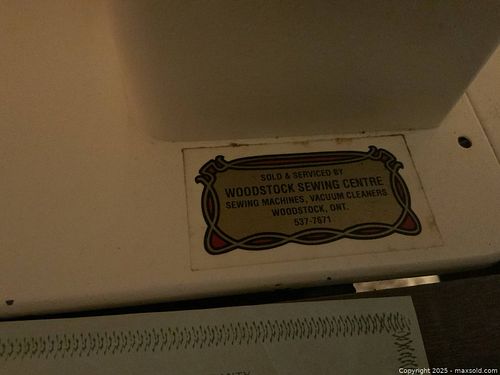 SOLD & SERVICED BY
WOODSTOCK SEWING CENTRE
SEWING MACHINES, VACUUM CLEANERS
WOODSTOCK, ONT.
537-7671
Copyright 2025 - maxsold.com